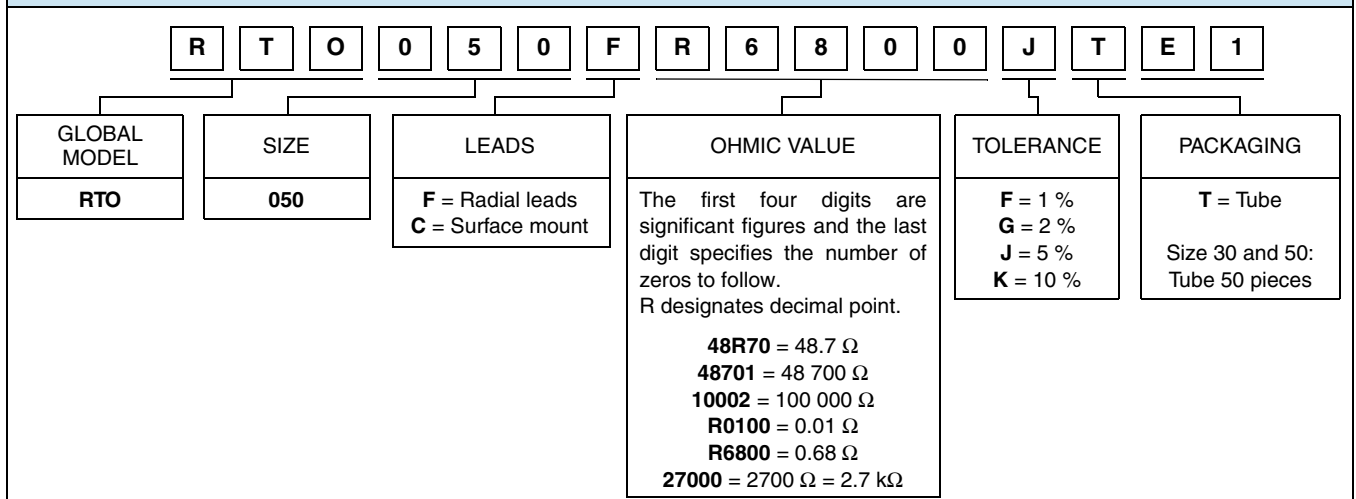 R T O 0 5 0 F R 6 8 0 0 J T E 1
GLOBAL
MODEL
RTO
SIZE
050
LEADS
F = Radial leads
C = Surface mount
OHMIC VALUE
The first four digits are
significant figures and the last
digit specifies the number of
zeros to follow.
R designates decimal point.
48R70 = 48.7 Ω
48701 = 48 700 Ω
10002 = 100 000 Ω
R0100 = 0.01 Ω
R6800 = 0.68 Ω
27000 = 2700 Ω = 2.7 kΩ
TOLERANCE
F = 1 %
G = 2 %
J = 5 %
K = 10 %
PACKAGING
T = Tube
Size 30 and 50:
Tube 50 pieces